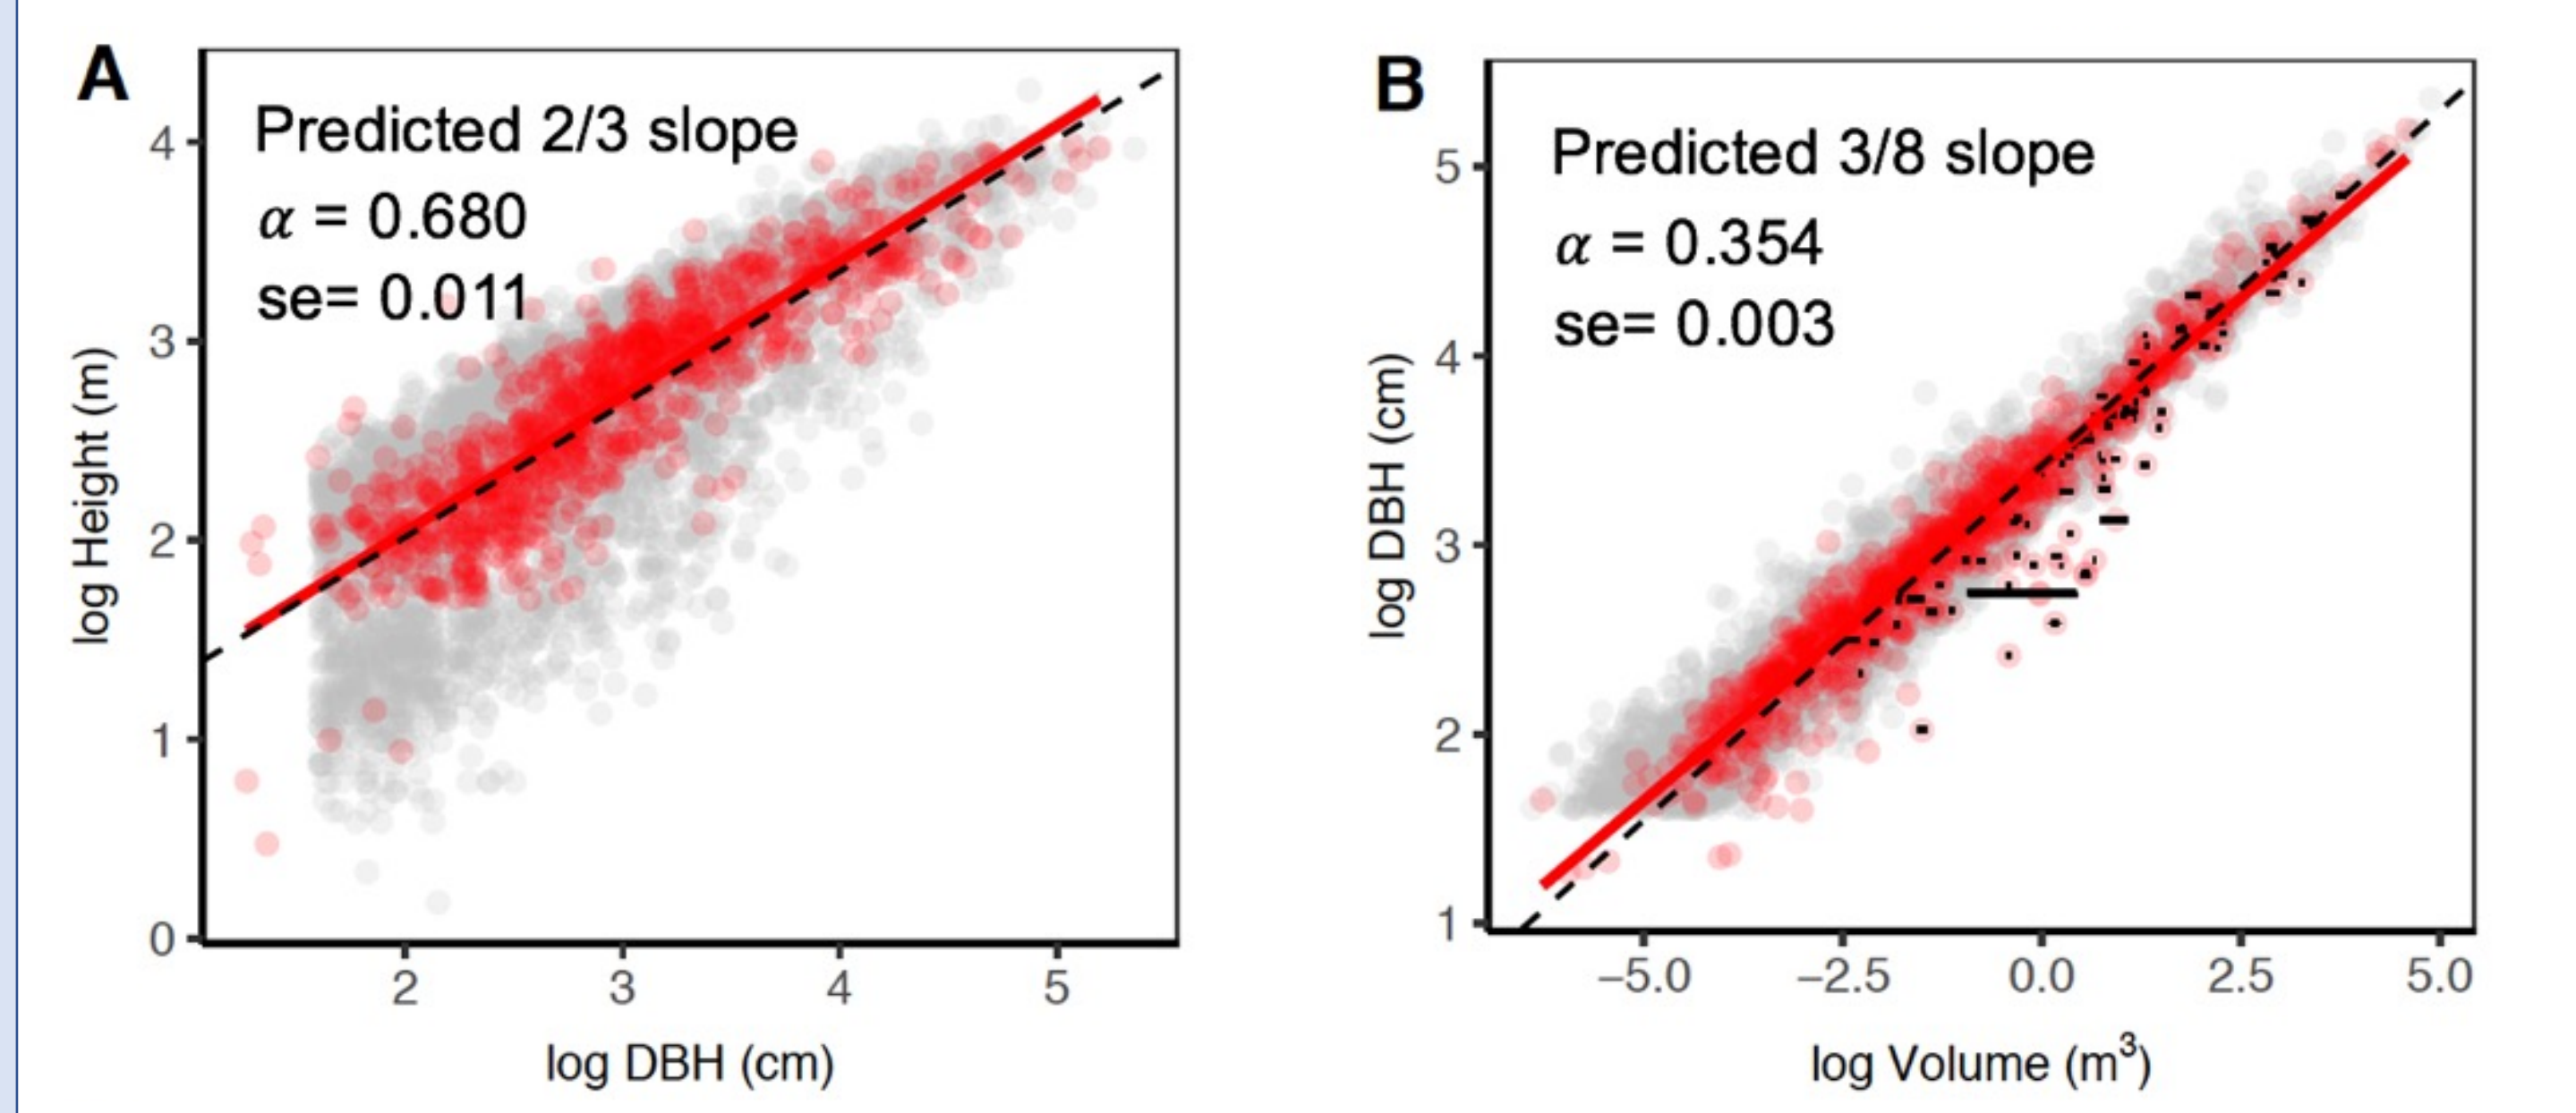 A
Predicted 2/3 slope
α = 0.680
se= 0.011
log Height (m)
4
3
2
1
0
2 3 4 5
log DBH (cm)
B
Predicted 3/8 slope
α = 0.354
se= 0.003
log DBH (cm)
5
4
3
2
1
−5.0 −2.5 0.0 2.5 5.0
log Volume (m³)